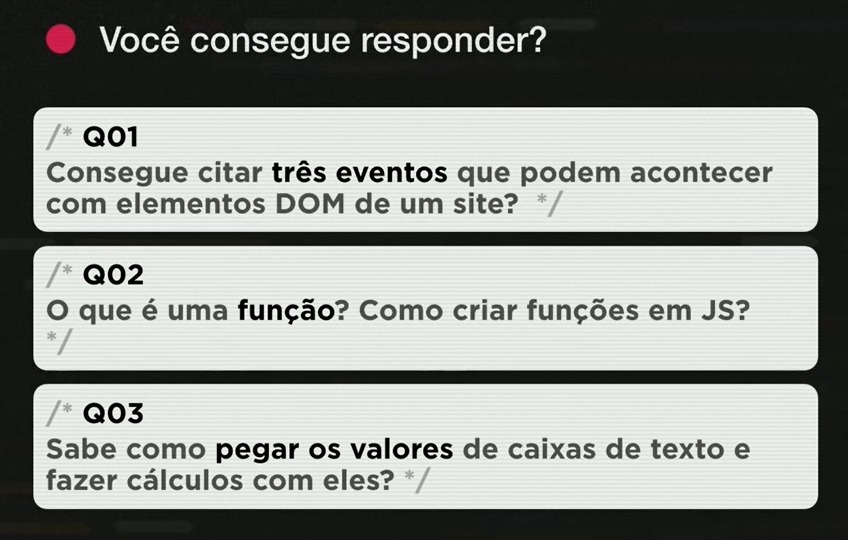 Você consegue responder?
/* Q01
Consegue citar três eventos que podem acontecer
com elementos DOM de um site? */
/* Q02
O que é uma função? Como criar funções em JS?
*/
/* Q03
Sabe como pegar os valores de caixas de texto e
fazer cálculos com eles? */